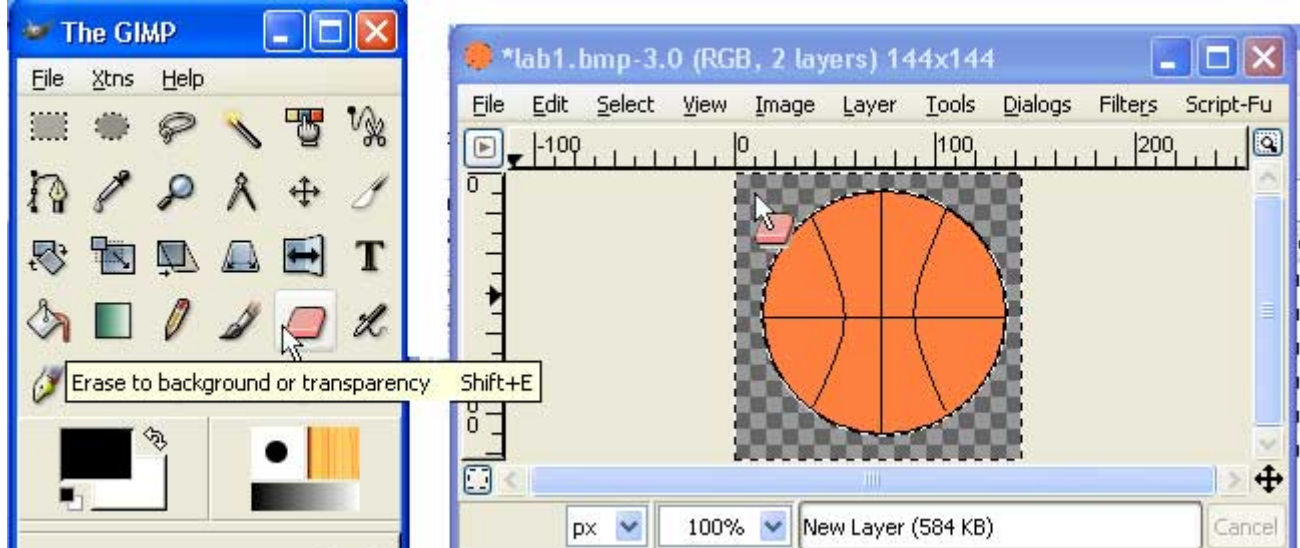 The GIMP
File Xtns Help
T
Erase to background or transparency Shift+E
*lab1.bmp-3.0 (RGB, 2 layers) 144x144
File Edit Select View Image Layer Tools Dialogs Filters Script-Fu
-100 0 100 200
0
0
0
px 100% New Layer (584 KB) Cancel